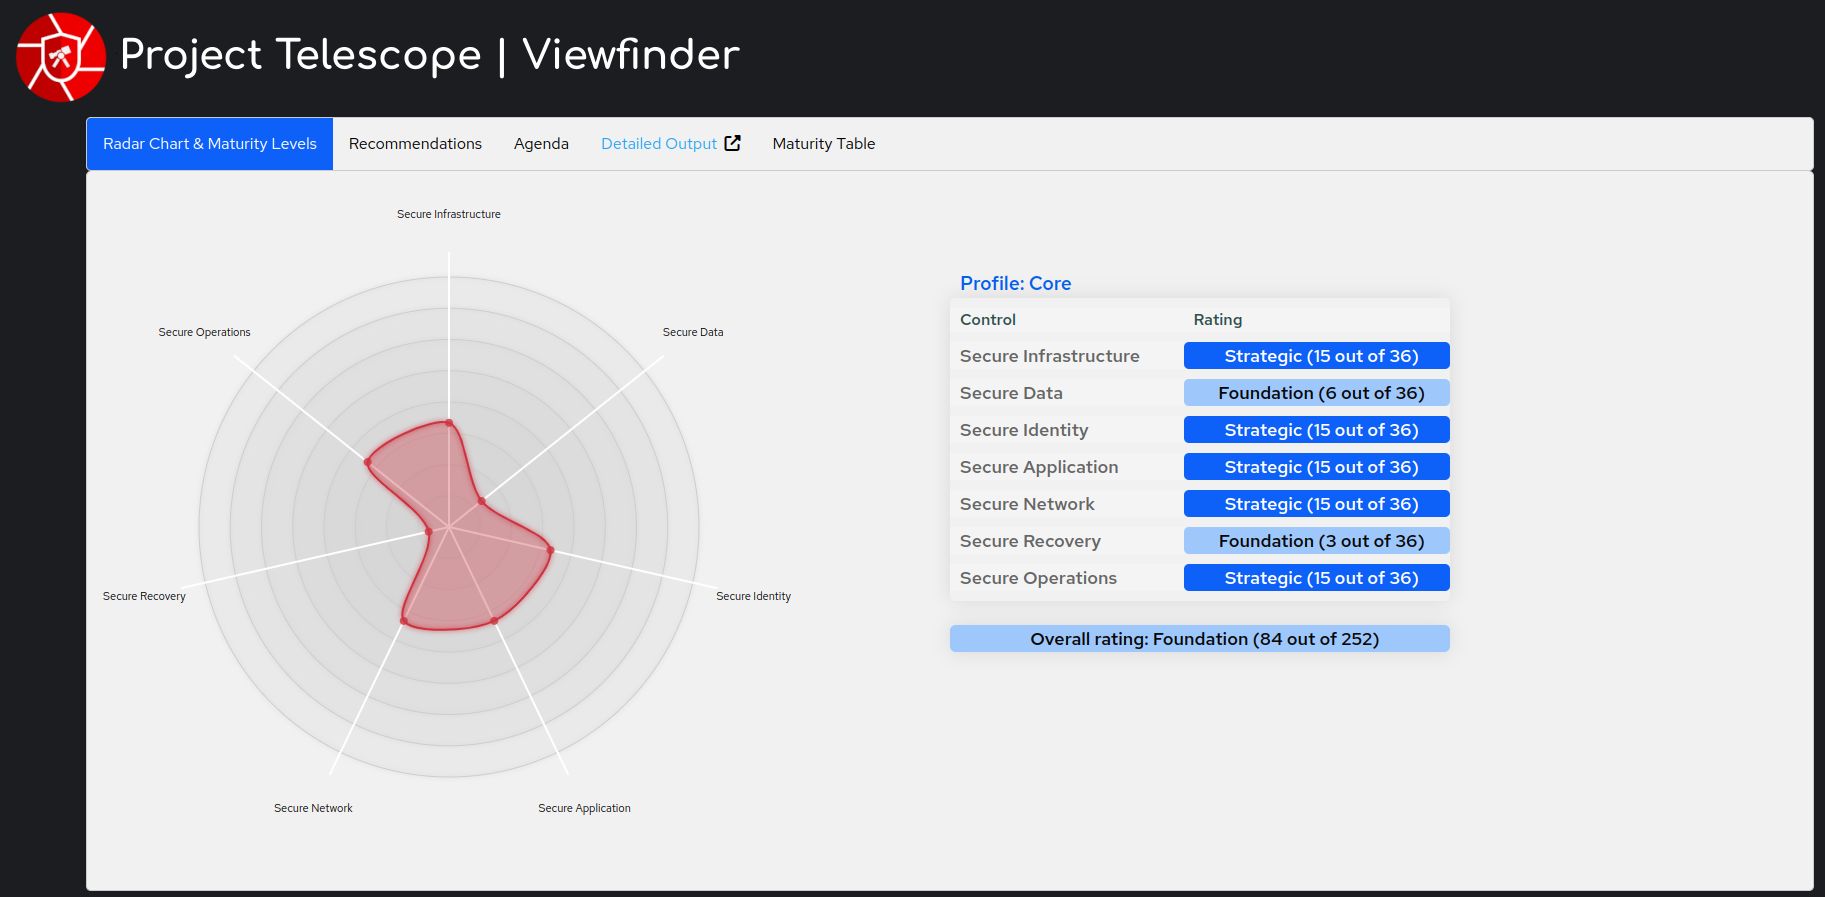 Project Telescope | Viewfinder
Radar Chart & Maturity Levels
Recommendations
Agenda
Detailed Output
Maturity Table
Secure Infrastructure
Secure Operations
Secure Data
Secure Recovery
Secure Identity
Secure Network
Secure Application
Profile: Core
Control Rating
Secure Infrastructure Strategic (15 out of 36)
Secure Data Foundation (6 out of 36)
Secure Identity Strategic (15 out of 36)
Secure Application Strategic (15 out of 36)
Secure Network Strategic (15 out of 36)
Secure Recovery Foundation (3 out of 36)
Secure Operations Strategic (15 out of 36)
Overall rating: Foundation (84 out of 252)